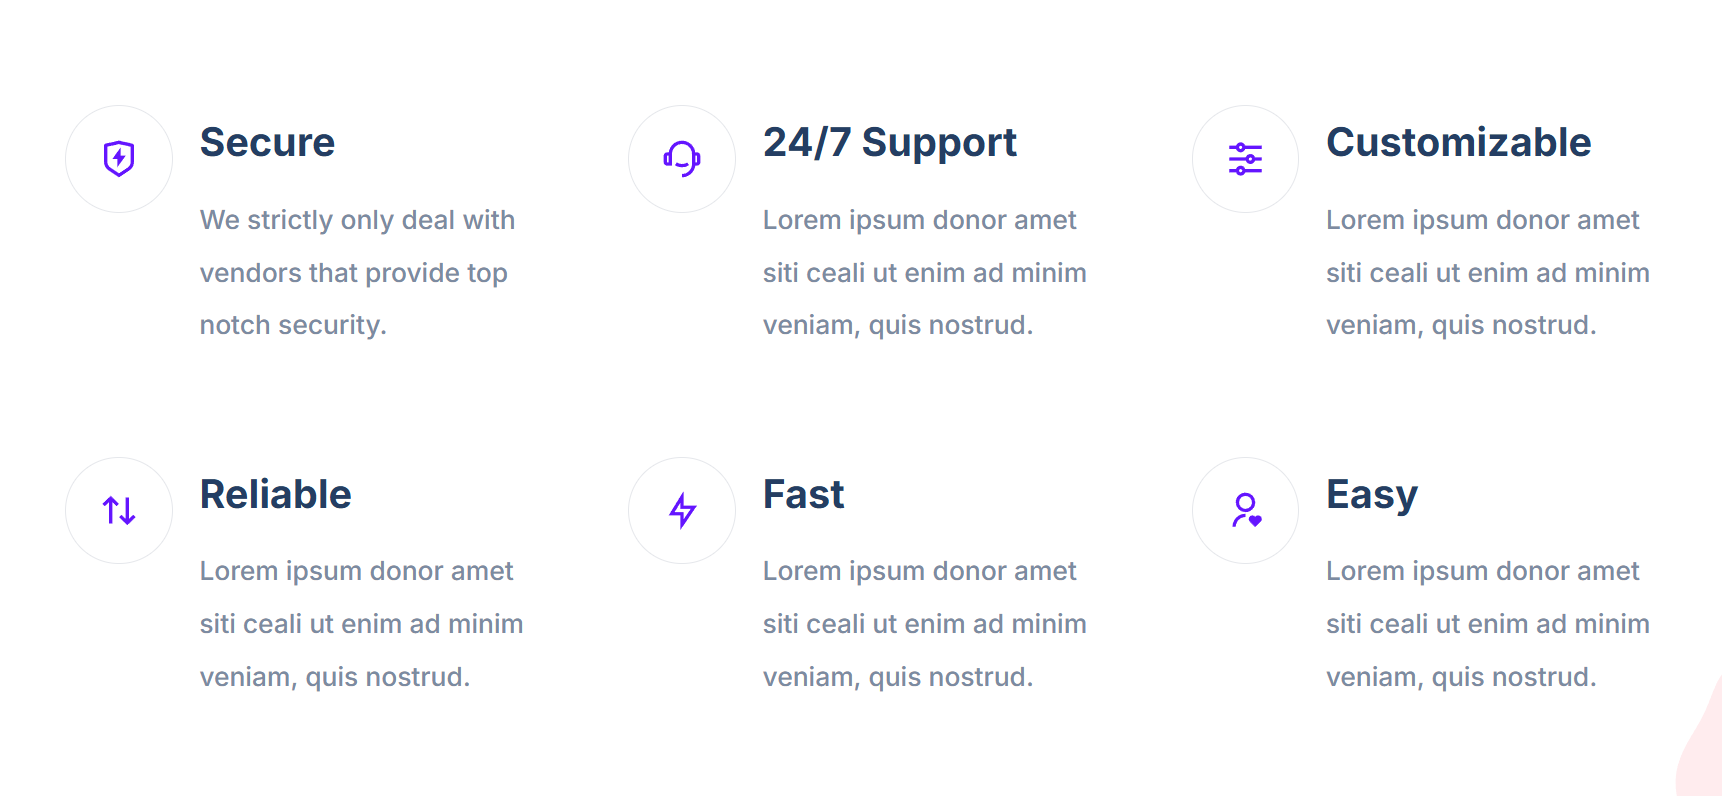 Secure
We strictly only deal with
vendors that provide top
notch security.
24/7 Support
Lorem ipsum donor amet
siti ceali ut enim ad minim
veniam, quis nostrud.
Customizable
Lorem ipsum donor amet
siti ceali ut enim ad minim
veniam, quis nostrud.
Reliable
Lorem ipsum donor amet
siti ceali ut enim ad minim
veniam, quis nostrud.
Fast
Lorem ipsum donor amet
siti ceali ut enim ad minim
veniam, quis nostrud.
Easy
Lorem ipsum donor amet
siti ceali ut enim ad minim
veniam, quis nostrud.